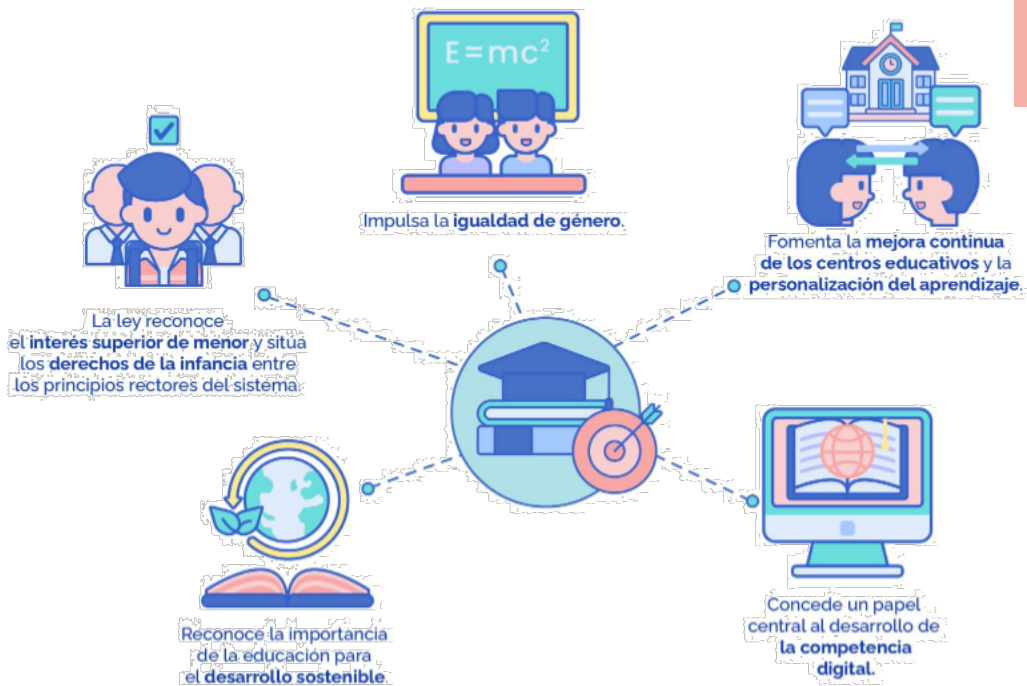 E=mc²
Impulsa la igualdad de género.
Fomenta la mejora continua
de los centros educativos y la
personalización del aprendizaje.
La ley reconoce
el interés superior de menor y sitúa
los derechos de la infancia entre
los principios rectores del sistema.
Reconoce la importancia
de la educación para
el desarrollo sostenible
Concede un papel
central al desarrollo de
la competencia
digital.